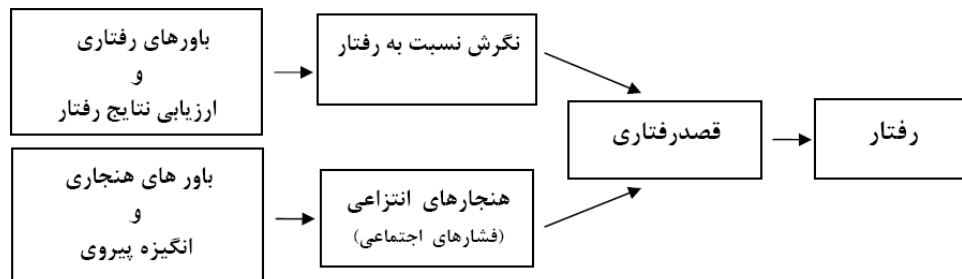 باورهای رفتاری
و
ارزیابی نتایج رفتار
نگرش نسبت به رفتار
باور های هنجاری
و
انگیزه پیروی
هنجارهای انتزاعی
(فشارهای اجتماعی)
قصدرفتاری
رفتار